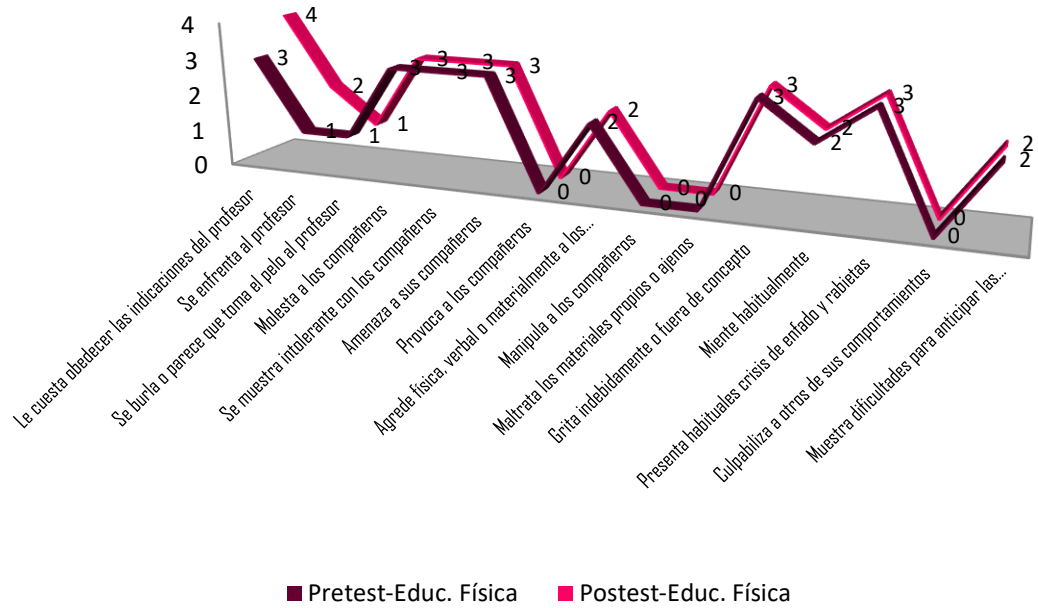 4
3
2
1
0
4
3
2
1
1
1
3
3
3
3
3
3
0
0
2
2
0
0
0
0
3
3
2
2
3
3
0
0
2
2
Le cuesta obedecer las indicaciones del profesor
Se enfrenta al profesor
Se burla o parece que toma el pelo al profesor
Molesta a los compañeros
Se muestra intolerante con los compañeros
Amenaza a sus compañeros
Provoca a los compañeros
Agrede física, verbal o materialmente a los...
Manipula a los compañeros
Maltrata los materiales propios o ajenos
Grita indebidamente o fuera de concepto
Miente habitualmente
Presenta habituales crisis de enfado y rabietas
Culpabiliza a otros de sus comportamientos
Muestra dificultades para anticipar las...
Pretest-Educ. Física
Postest-Educ. Física